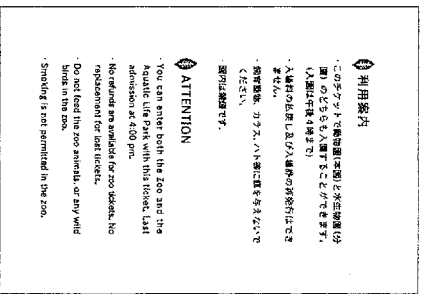 利用案内
・このチケットで動物園(本園)と水生物園(分
園)のどちらも入園することができます。
(入園は午後4時まで)
・入場料の払戻し及び入場券の再発行はでき
ません。
・飼育動物、カラス、ハト等に餌を与えないで
ください。
・園内は禁煙です。
ATTENTION
・You can enter both the Zoo and the
Aquatic Life Park with this ticket. Last
admission at 4:00 pm.
・No refunds are available for zoo tickets. No
replacement for lost tickets.
・Do not feed the zoo animals, or any wild
birds in the zoo.
・Smoking is not permitted in the zoo.